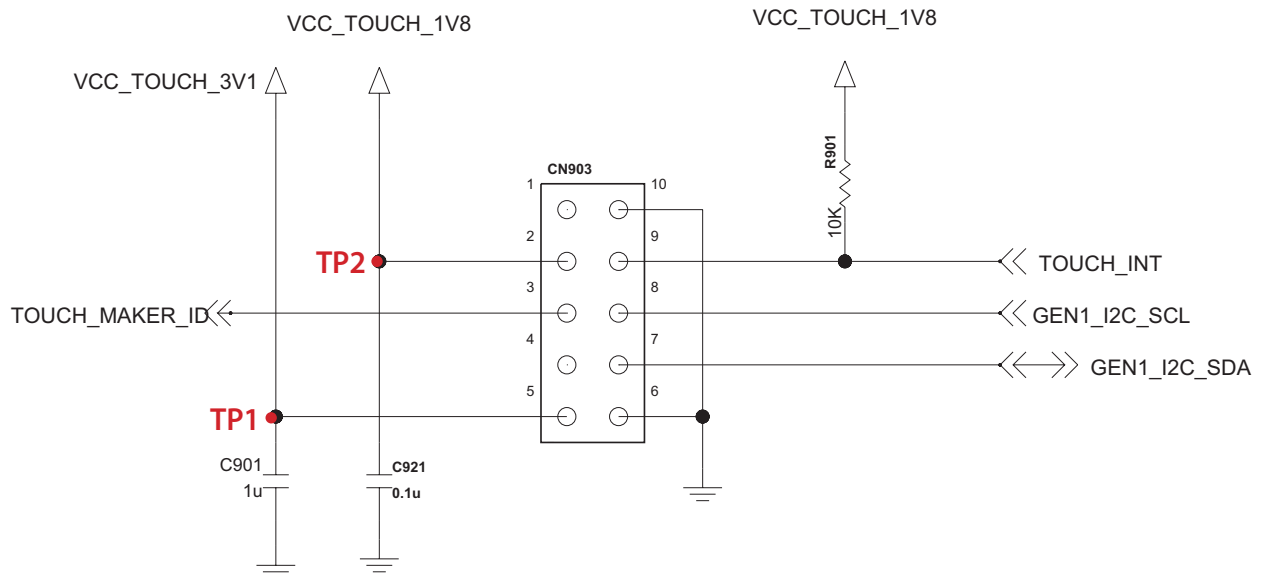 VCC_TOUCH_1V8
VCC_TOUCH_1V8
VCC_TOUCH_3V1
R901
10K
CN903
1
10
2
9
TP2
TOUCH_INT
3
8
TOUCH_MAKER_ID
GEN1_I2C_SCL
4
7
GEN1_I2C_SDA
5
6
TP1
C901
1u
C921
0.1u